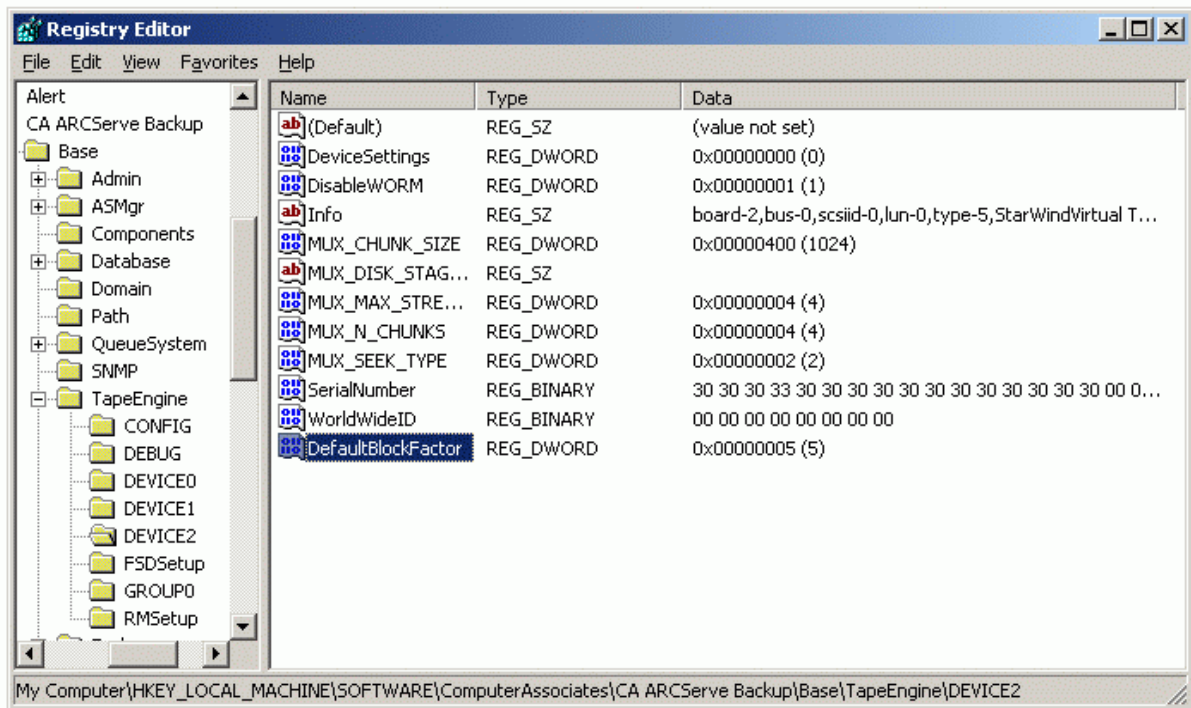 Registry Editor
File Edit View Favorites Help
Alert
CA ARCServe Backup
Base
Admin
ASMgr
Components
Database
Domain
Path
QueueSystem
SNMP
TapeEngine
CONFIG
DEBUG
DEVICE0
DEVICE1
DEVICE2
FSDSetup
GROUP0
RMSetup
Name Type Data
(Default) REG_SZ (value not set)
DeviceSettings REG_DWORD 0x00000000 (0)
DisableWORM REG_DWORD 0x00000001 (1)
Info REG_SZ board-2,bus-0,scsiid-0,lun-0,type-5,StarWindVirtual T...
MUX_CHUNK_SIZE REG_DWORD 0x00000400 (1024)
MUX_DISK_STAG... REG_SZ
MUX_MAX_STRE... REG_DWORD 0x00000004 (4)
MUX_N_CHUNKS REG_DWORD 0x00000004 (4)
MUX_SEEK_TYPE REG_DWORD 0x00000002 (2)
SerialNumber REG_BINARY 30 30 30 33 30 30 30 30 30 30 30 30 30 30 30 00 0...
WorldWideID REG_BINARY 00 00 00 00 00 00 00 00
DefaultBlockFactor REG_DWORD 0x00000005 (5)
My Computer\HKEY_LOCAL_MACHINE\SOFTWARE\ComputerAssociates\CA ARCServe Backup\Base\TapeEngine\DEVICE2